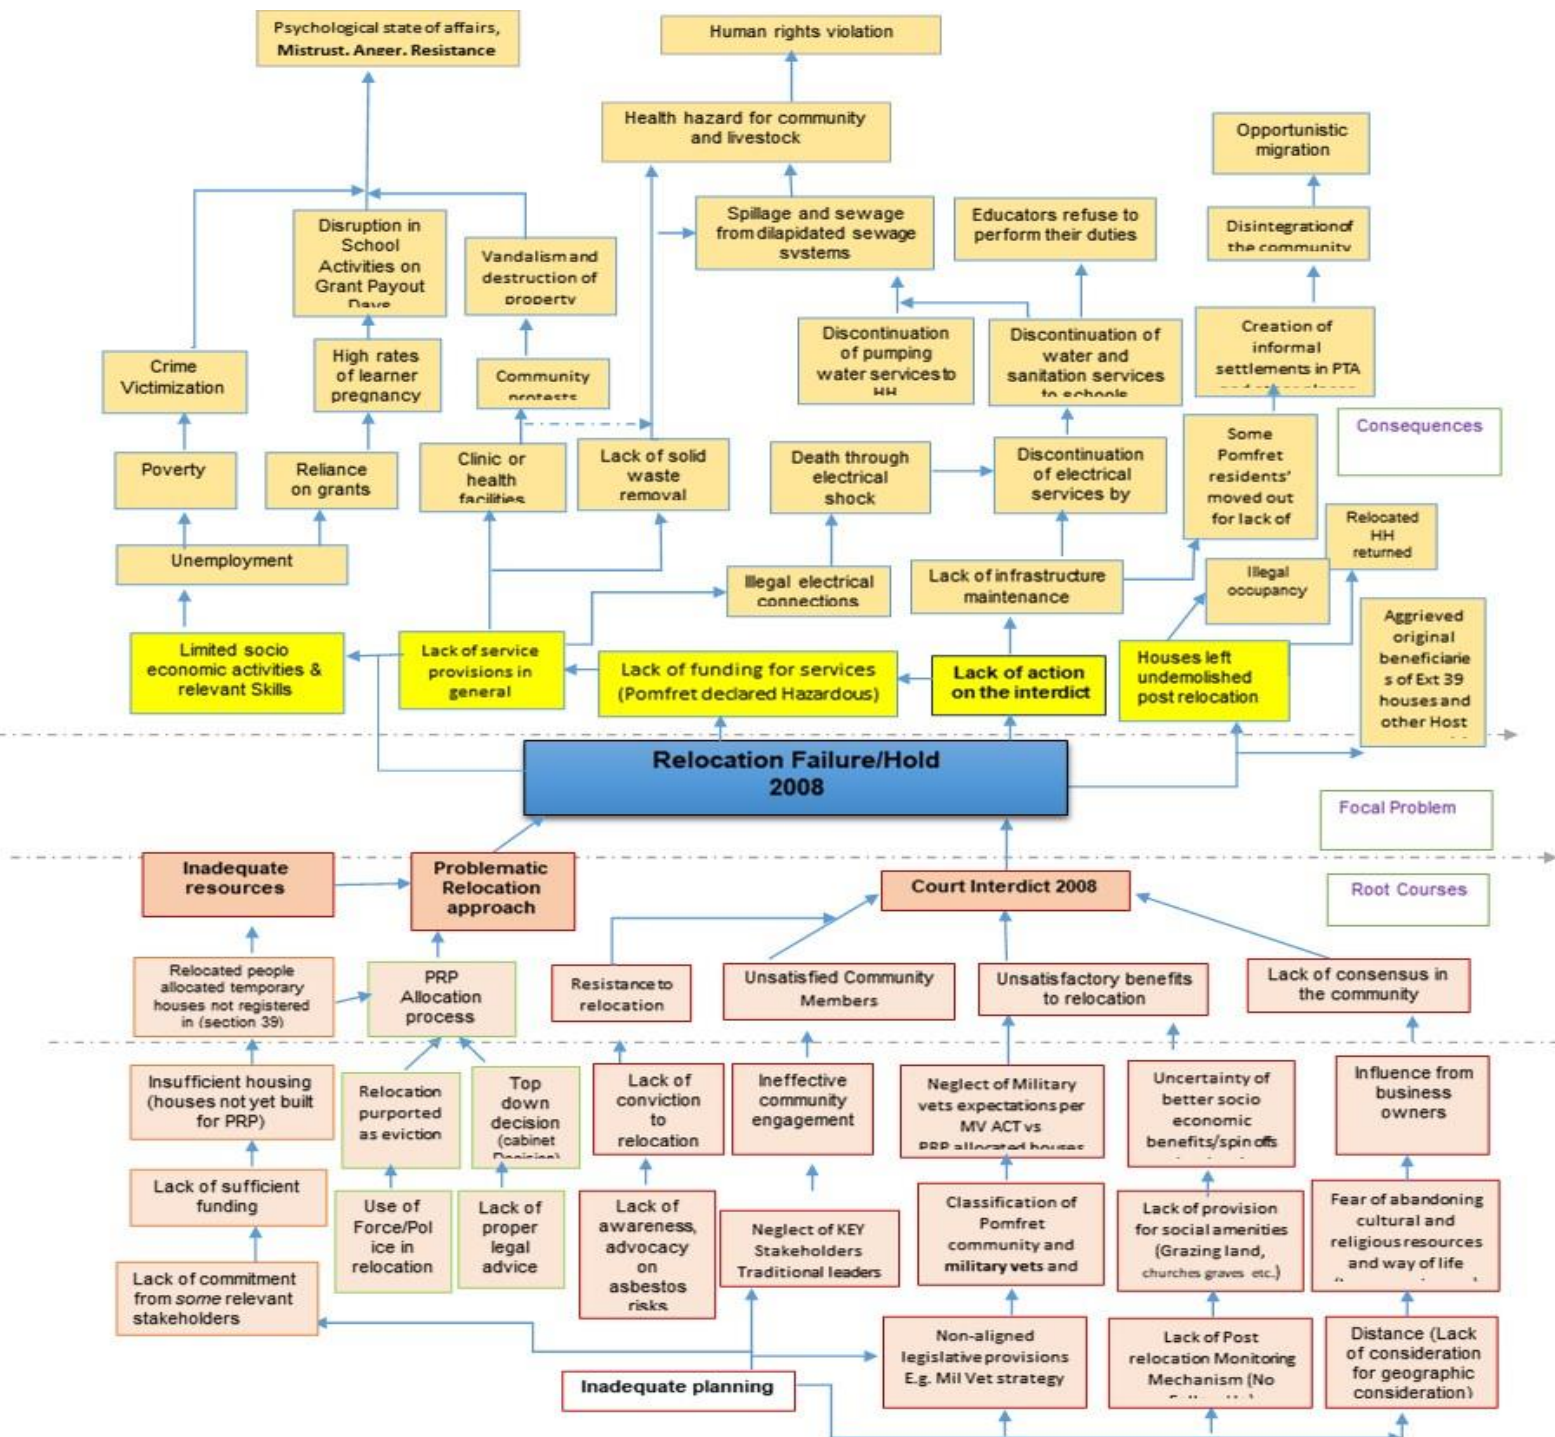 Psychological state of affairs,
Mistrust, Anger, Resistance
Human rights violation
Health hazard for community
and livestock
Opportunistic
migration
Disruption in
School
Activities on
Grant Payout
Days
Vandalism and
destruction of
property
Spillage and sewage
from dilapidated sewage
systems
Educators refuse to
perform their duties
Disintegration of
the community
Crime
Victimization
High rates
of learner
pregnancy
Community
protests
Discontinuation
of pumping
water services to
HH
Discontinuation of
water and
sanitation services
to schools
Creation of
informal
settlements in PTA
Consequences
Poverty
Reliance
on grants
Clinic or
health
facilities
Lack of solid
waste
removal
Death through
electrical
shock
Discontinuation
of electrical
services by
Some
Pomfret
residents'
moved out
for lack of
Relocated
HH
returned
Unemployment
Illegal electrical
connections
Lack of infrastructure
maintenance
Illegal
occupancy
Limited socio
economic activities &
relevant Skills
Lack of service
provisions in
general
Lack of funding for services
(Pomfret declared Hazardous)
Lack of action
on the interdict
Houses left
undemolished
post relocation
Aggrieved
original
beneficiarie
s of Ext 39
houses and
other Host
Relocation Failure/Hold
2008
Focal Problem
Inadequate
resources
Problematic
Relocation
approach
Court Interdict 2008
Root Courses
Relocated people
allocated temporary
houses not registered
in (section 39)
PRP
Allocation
process
Resistance to
relocation
Unsatisfied Community
Members
Unsatisfactory benefits
to relocation
Lack of consensus in
the community
Insufficient housing
(houses not yet built
for PRP)
Relocation
purported
as eviction
Top
down
decision
(cabinet
Decision)
Lack of
conviction
to
relocation
Ineffective
community
engagement
Neglect of Military
vets expectations per
MV ACT vs
PRP allocated houses
Uncertainty of
better socio
economic
benefits/spin offs
Influence from
business
owners
Lack of sufficient
funding
Use of
Force/Pol
ice in
relocation
Lack of
proper
legal
advice
Lack of
awareness,
advocacy
on
asbestos
risks
Neglect of KEY
Stakeholders
Traditional leaders
Classification of
Pomfret
community and
military vets and
Lack of provision
for social amenities
(Grazing land,
churches graves etc.)
Fear of abandoning
cultural and
religious resources
and way of life
Lack of commitment
from some relevant
stakeholders
Inadequate planning
Non-aligned
legislative provisions
E.g. Mil Vet strategy
Lack of Post
relocation Monitoring
Mechanism (No
Distance (Lack
of consideration
for geographic
consideration)